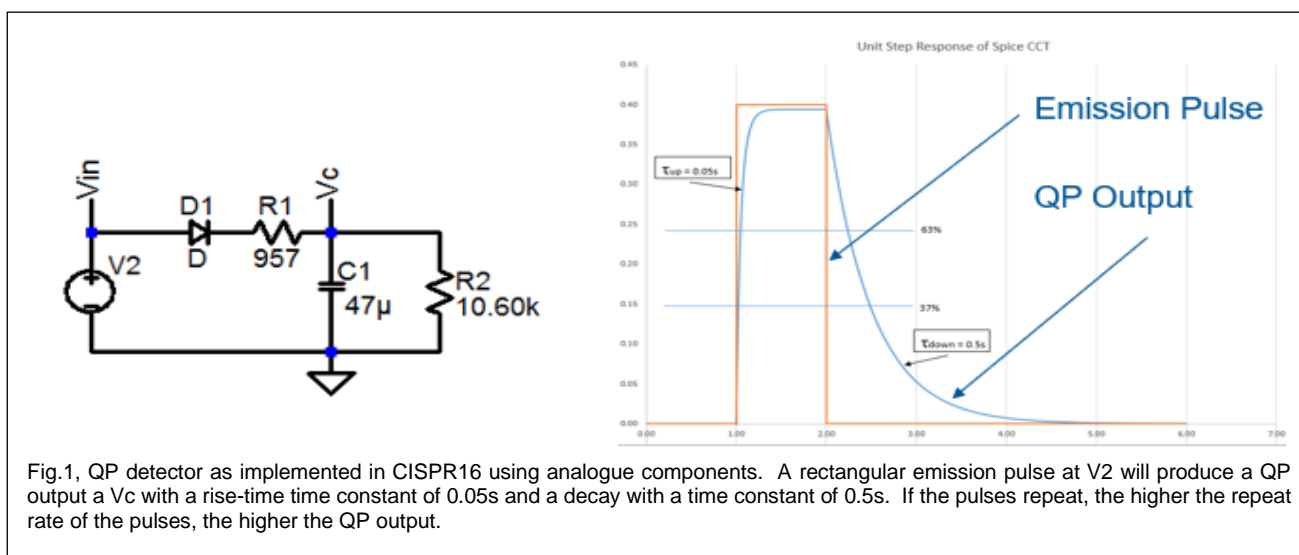 Unit Step Response of Spice CCT
0.45
0.40
0.35
0.30
0.25
0.20
0.15
0.10
0.05
0.00
0.00 1.00 2.00 3.00 4.00 5.00 6.00 7.00
Emission Pulse
QP Output
τup = 0.05s
63%
37%
τdown = 0.5s
Vin
D1
D
R1
957
Vc
V2
C1
47µ
R2
10.60k
Fig.1, QP detector as implemented in CISPR16 using analogue components. A rectangular emission pulse at V2 will produce a QP
output a Vc with a rise-time time constant of 0.05s and a decay with a time constant of 0.5s. If the pulses repeat, the higher the repeat
rate of the pulses, the higher the QP output.